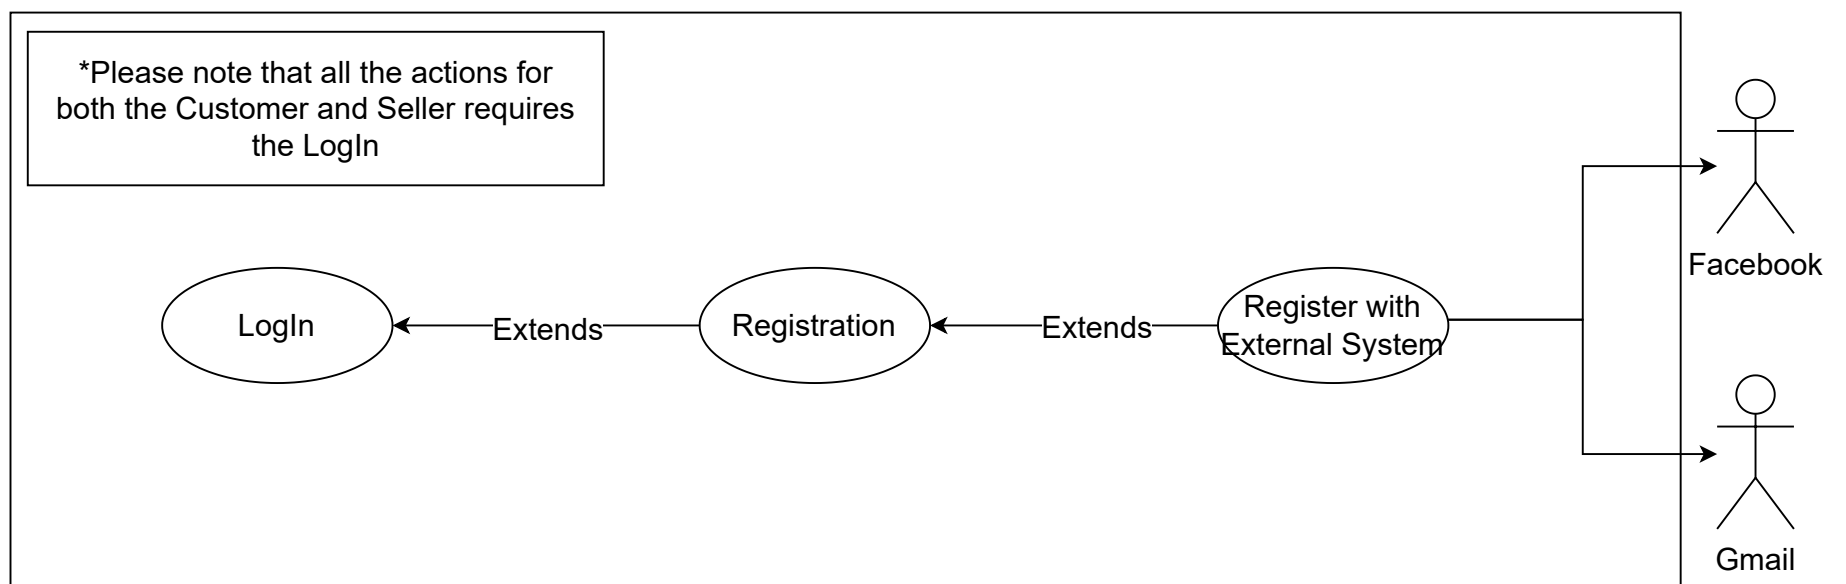 *Please note that all the actions for
both the Customer and Seller requires
the LogIn
Facebook
LogIn
Extends
Registration
Extends
Register with
External System
Gmail